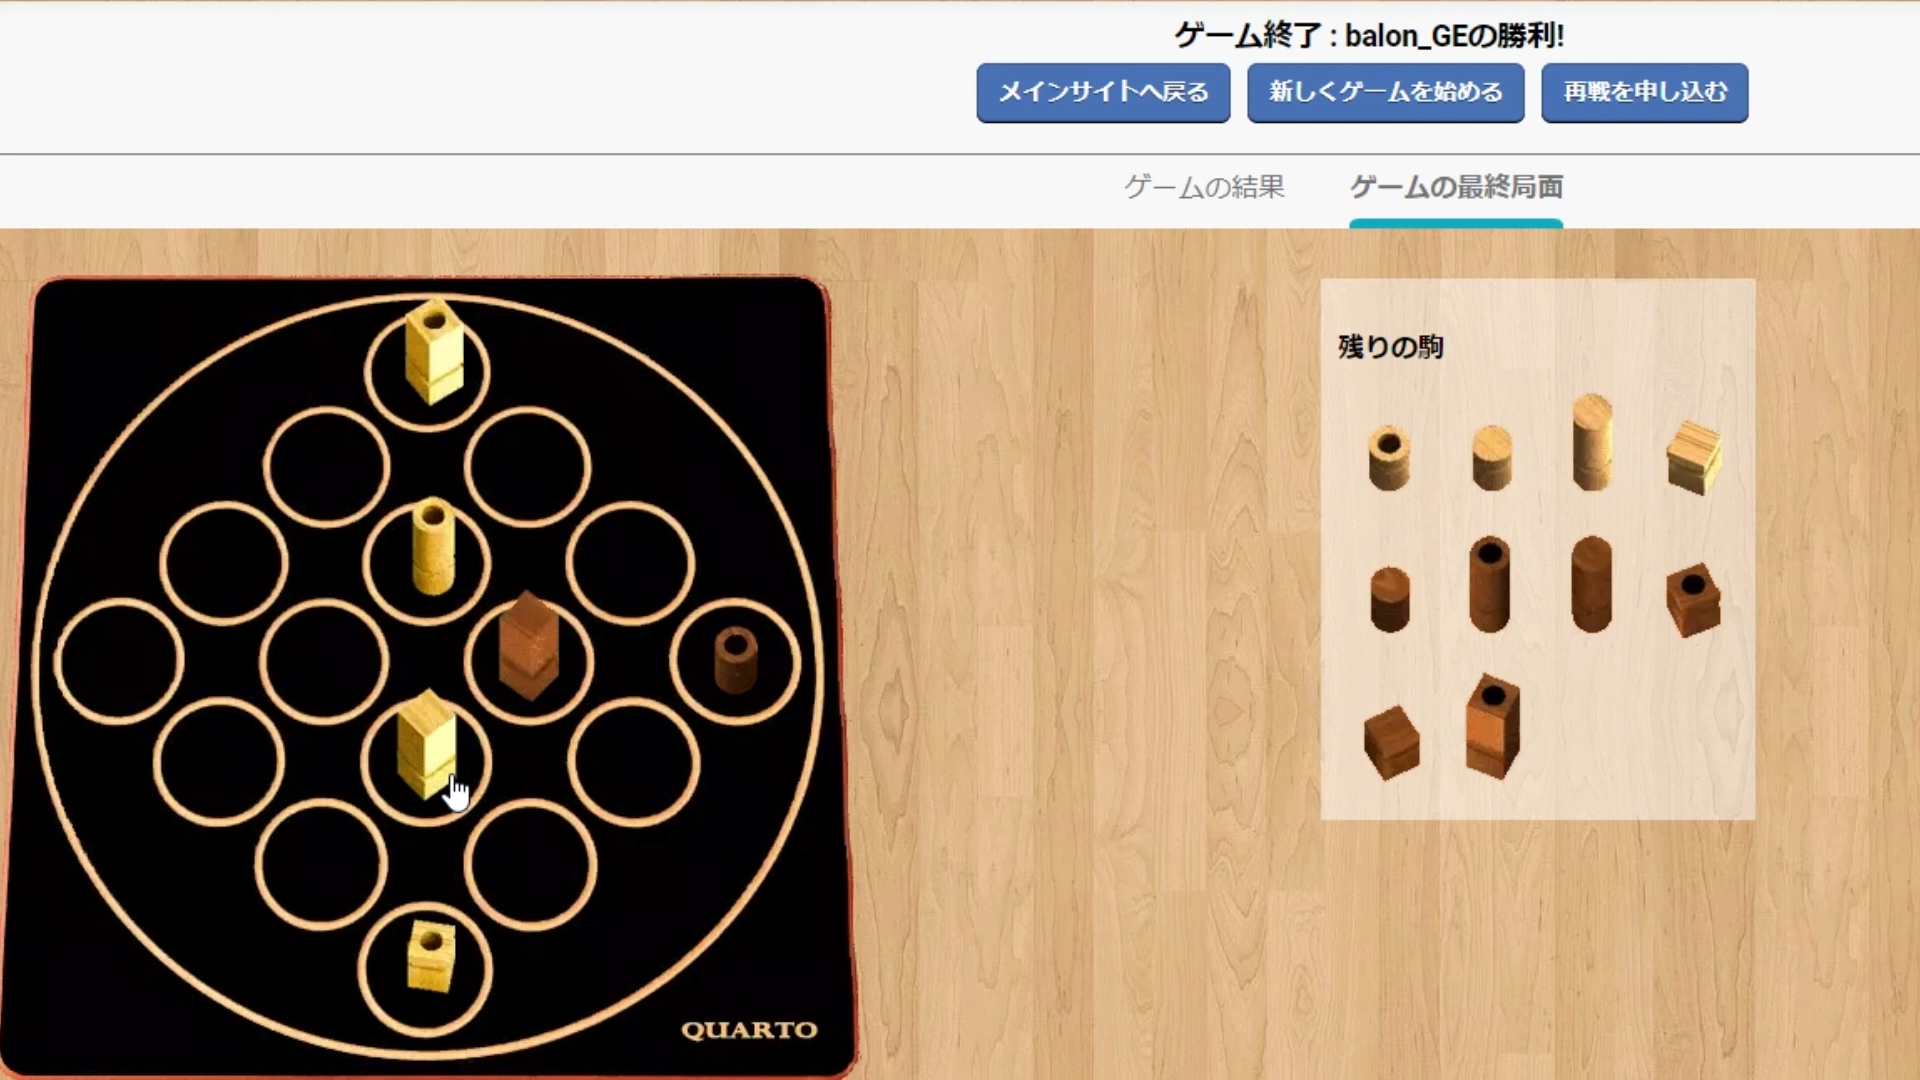 ゲーム終了 : balon_GEの勝利!
メインサイトへ戻る
新しくゲームを始める
再戦を申し込む
ゲームの結果
ゲームの最終局面
残りの駒
QUARTO